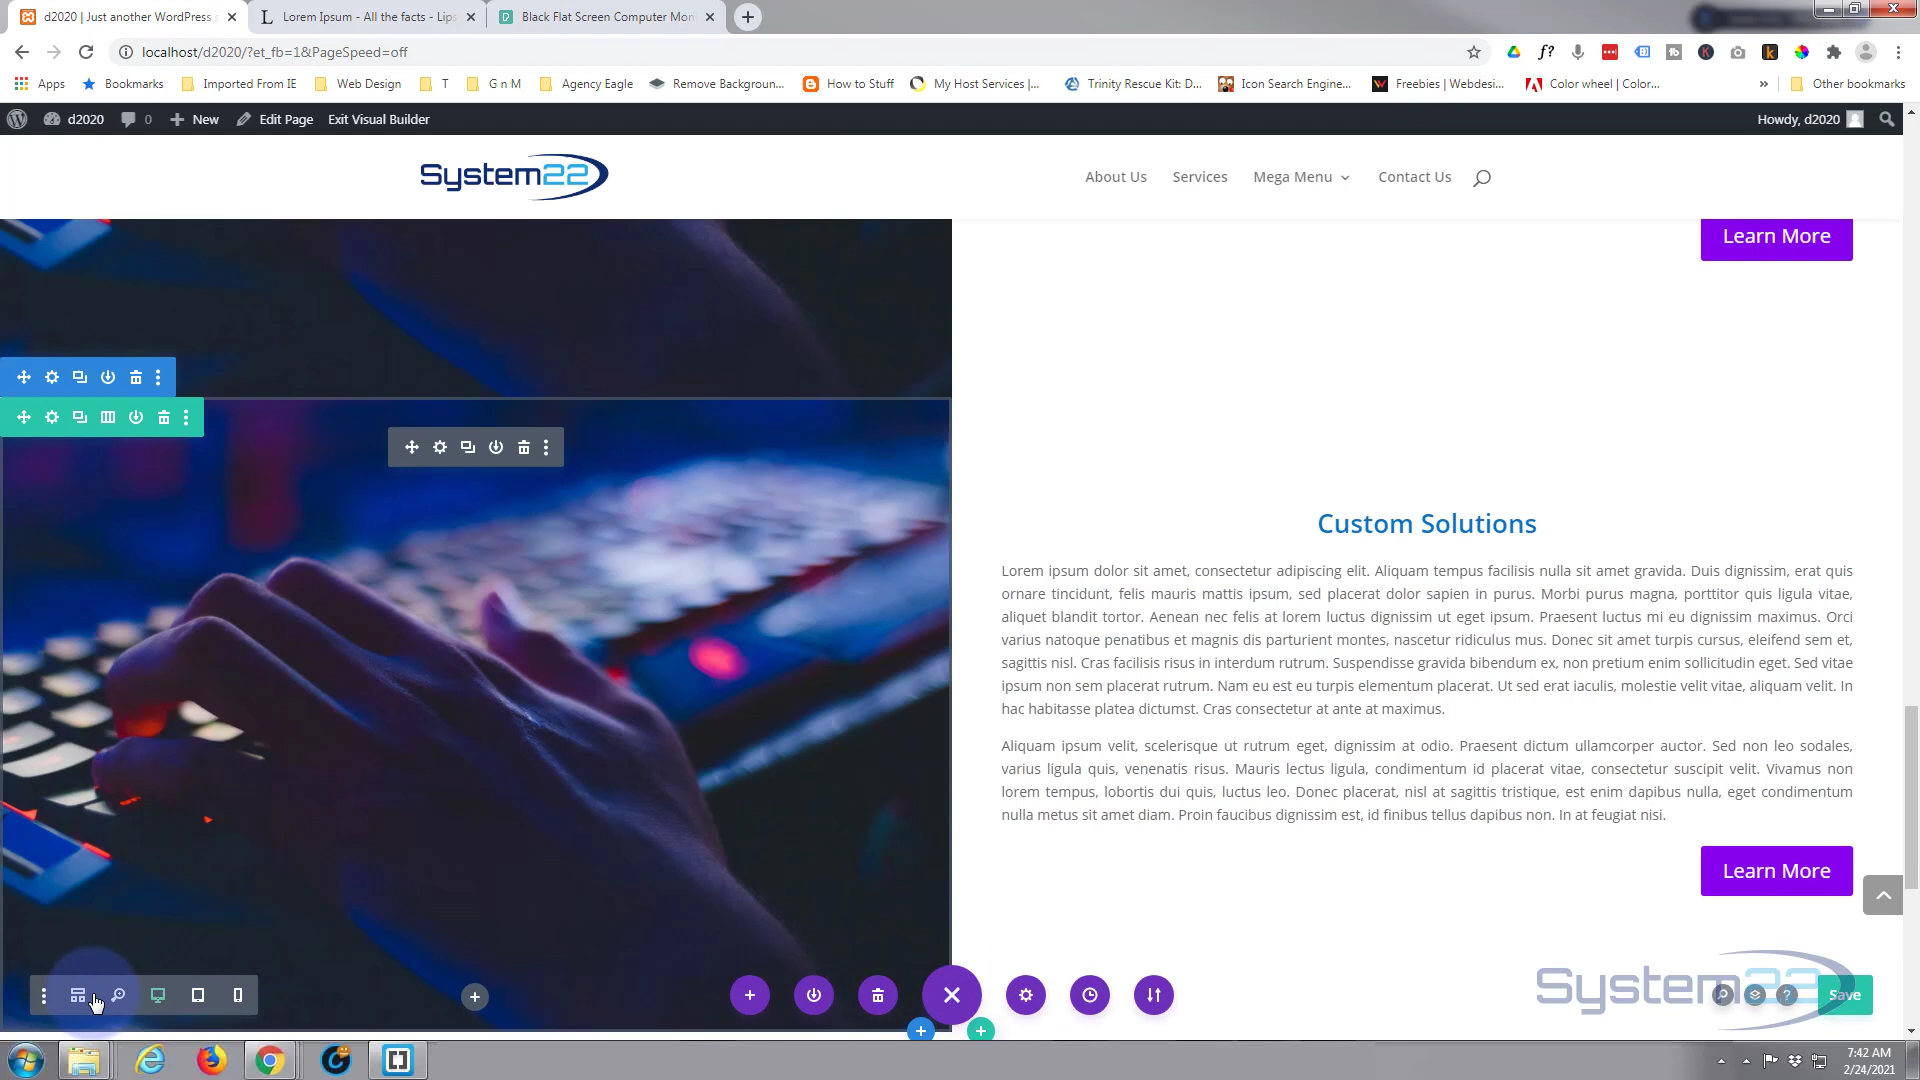 d2020 | Just another WordPress s
Lorem Ipsum - All the facts - Lips
Black Flat Screen Computer Mon
localhost/d2020/?et_fb=1&PageSpeed=off
Apps
Bookmarks
Imported From IE
Web Design
T
G n M
Agency Eagle
Remove Backgroun...
How to Stuff
My Host Services |...
Trinity Rescue Kit: D...
Icon Search Engine...
Freebies | Webdesi...
Color wheel | Color...
»
Other bookmarks
d2020
0
New
Edit Page
Exit Visual Builder
Howdy, d2020
System22
About Us
Services
Mega Menu
Contact Us
Learn More
Custom Solutions
Lorem ipsum dolor sit amet, consectetur adipiscing elit. Aliquam tempus facilisis nulla sit amet gravida. Duis dignissim, erat quis
ornare tincidunt, felis mauris mattis ipsum, sed placerat dolor sapien in purus. Morbi purus magna, porttitor quis ligula vitae,
aliquet blandit tortor. Aenean nec felis at lorem luctus dignissim ut eget ipsum. Praesent luctus mi eu dignissim maximus. Orci
varius natoque penatibus et magnis dis parturient montes, nascetur ridiculus mus. Donec sit amet turpis cursus, eleifend sem et,
sagittis nisl. Cras facilisis risus in interdum rutrum. Suspendisse gravida bibendum ex, non pretium enim sollicitudin eget. Sed vitae
ipsum non sem placerat rutrum. Nam eu est eu turpis elementum placerat. Ut sed erat iaculis, molestie velit vitae, aliquam velit. In
hac habitasse platea dictumst. Cras consectetur at ante at maximus.
Aliquam ipsum velit, scelerisque ut rutrum eget, dignissim at odio. Praesent dictum ullamcorper auctor. Sed non leo sodales,
varius ligula quis, venenatis risus. Mauris lectus ligula, condimentum id placerat vitae, consectetur suscipit velit. Vivamus non
lorem tempus, lobortis dui quis, luctus leo. Donec placerat, nisl at sagittis tristique, est enim dapibus nulla, eget condimentum
nulla metus sit amet diam. Proin faucibus dignissim est, id finibus tellus dapibus non. In at feugiat nisi.
Learn More
System22
Save
7:42 AM
2/24/2021